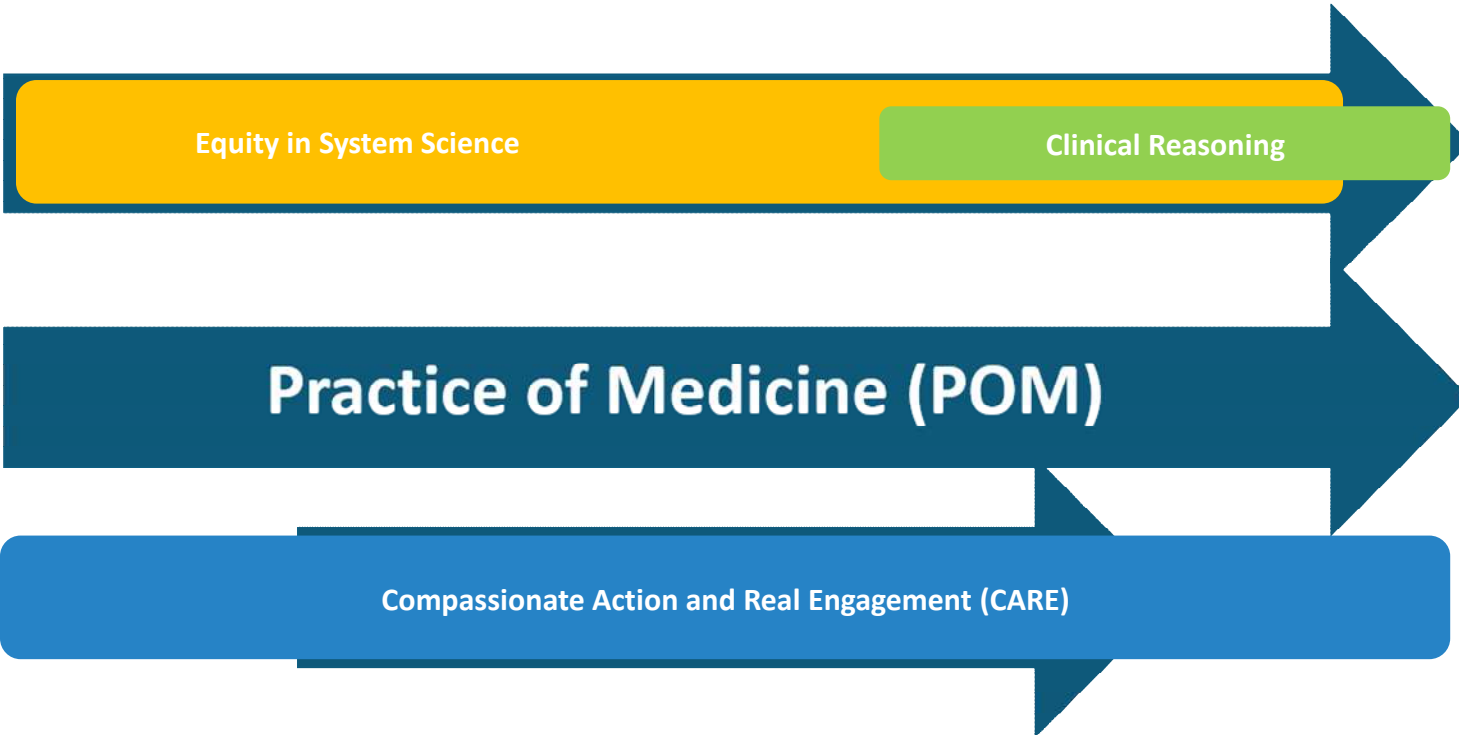 Equity in System Science
Clinical Reasoning
Practice of Medicine (POM)
Compassionate Action and Real Engagement (CARE)